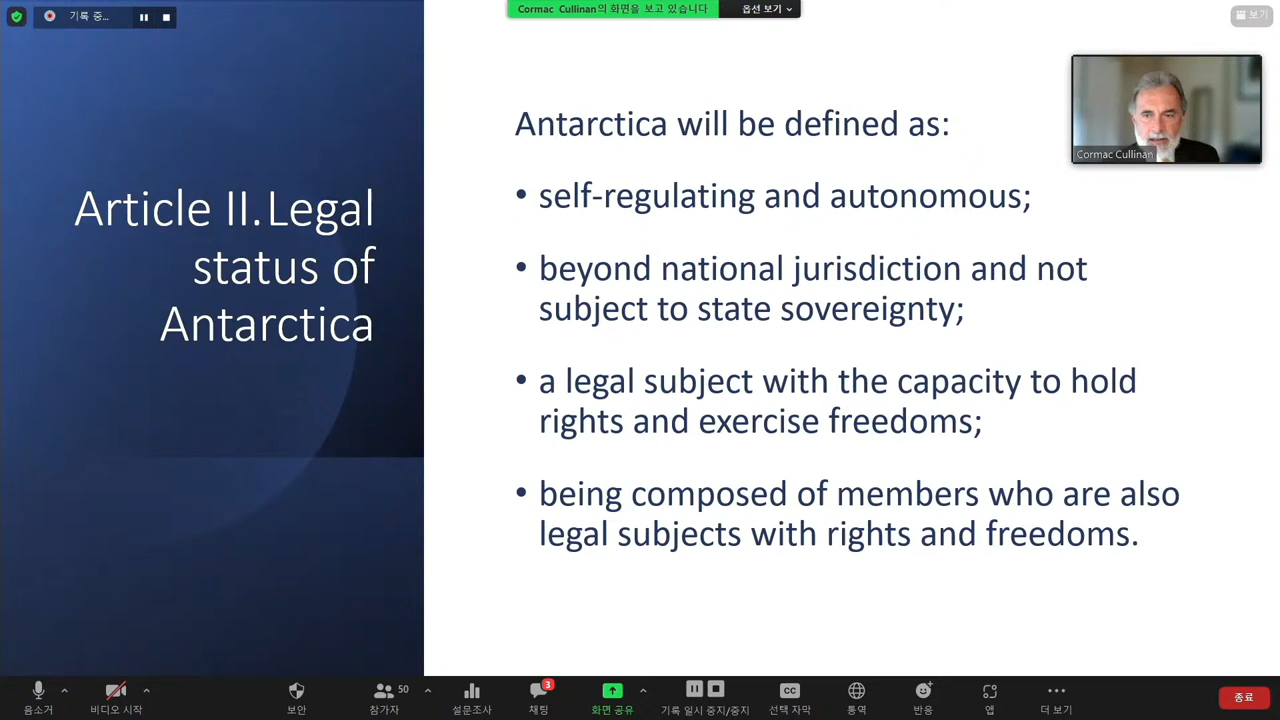 기록 중...
Cormac Cullinan의 화면을 보고 있습니다
옵션 보기
보기
Article II.Legal
status of
Antarctica
Antarctica will be defined as:
• self-regulating and autonomous;
• beyond national jurisdiction and not
subject to state sovereignty;
• a legal subject with the capacity to hold
rights and exercise freedoms;
• being composed of members who are also
legal subjects with rights and freedoms.
Cormac Cullinan
음소거
비디오 시작
보안
50
참가자
설문조사
3
채팅
화면 공유
기록 일시 중지/중지
CC
선택 자막
통역
반응
앱
더 보기
종료